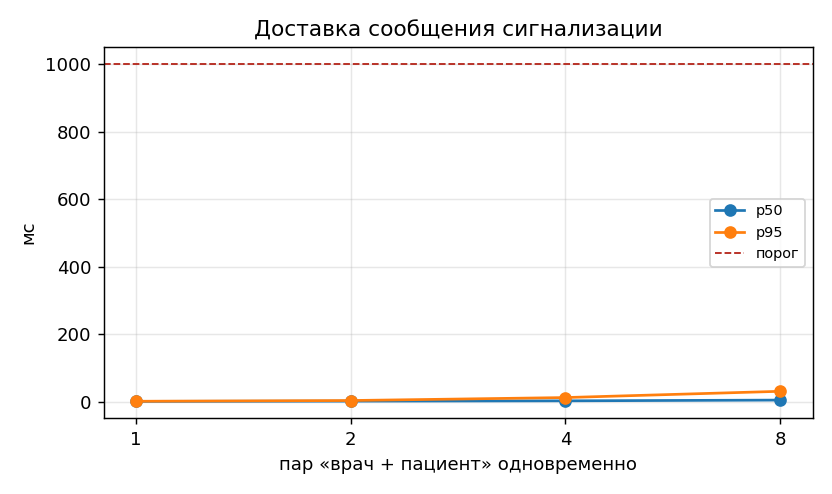 Доставка сообщения сигнализации
1000
800
600
400
200
0
мс
p50
p95
порог
1
2
4
8
пар «врач + пациент» одновременно